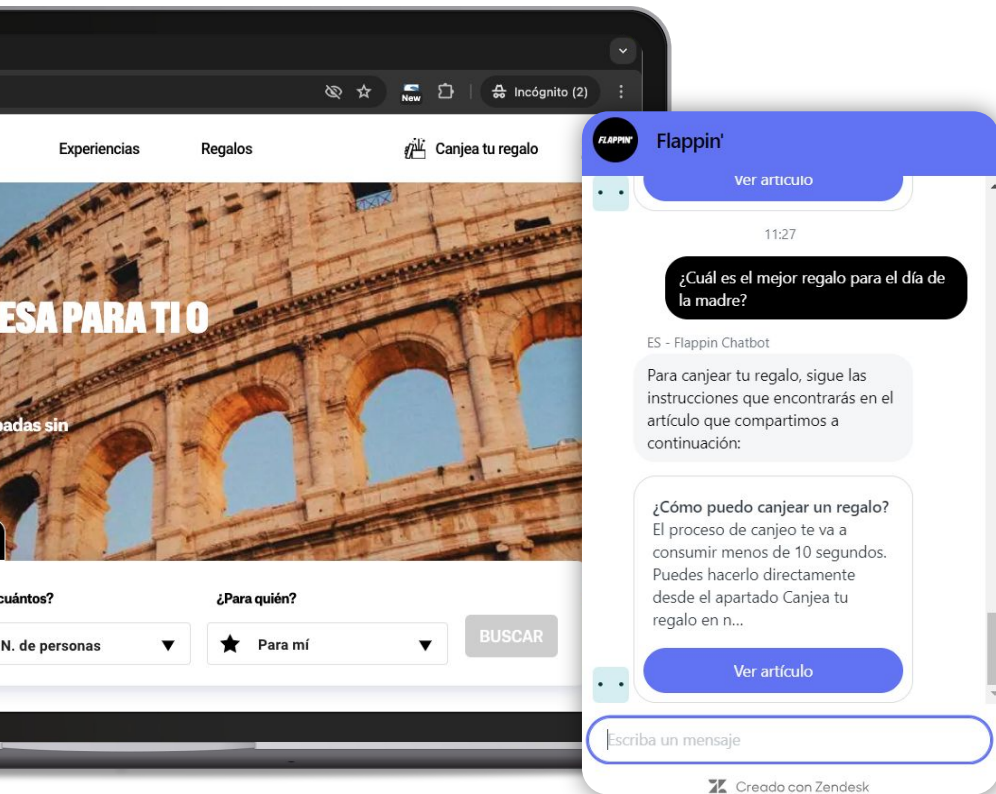 New
Incógnito (2)
Experiencias
Regalos
Canjea tu regalo
ESA PARA TI O
adas sin
cuántos?
¿Para quién?
N. de personas
Para mí
BUSCAR
FLAPPIN'
Flappin'
Ver artículo
11:27
¿Cuál es el mejor regalo para el día de
la madre?
ES - Flappin Chatbot
Para canjear tu regalo, sigue las
instrucciones que encontrarás en el
artículo que compartimos a
continuación:
¿Cómo puedo canjear un regalo?
El proceso de canjeo te va a
consumir menos de 10 segundos.
Puedes hacerlo directamente
desde el apartado Canjea tu
regalo en n...
Ver artículo
Escriba un mensaje
Creado con Zendesk